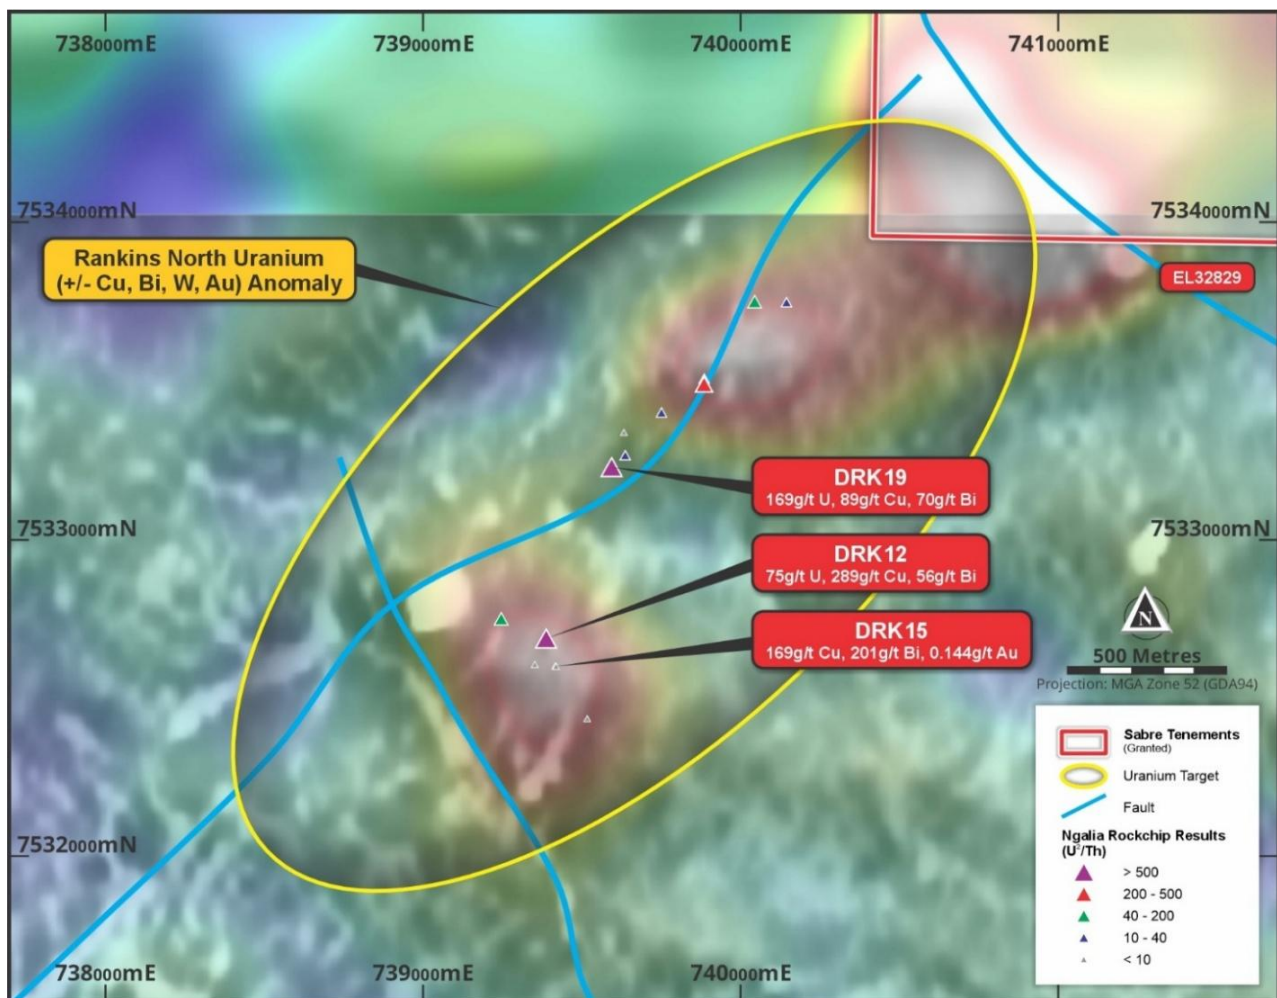 738000mE
739000mE
740000mE
741000mE
7534000mN
7534000mN
Rankins North Uranium
(+/- Cu, Bi, W, Au) Anomaly
EL32829
DRK19
169g/t U, 89g/t Cu, 70g/t Bi
7533000mN
7533000mN
DRK12
75g/t U, 289g/t Cu, 56g/t Bi
DRK15
169g/t Cu, 201g/t Bi, 0.144g/t Au
N
500 Metres
Projection: MGA Zone 52 (GDA94)
Sabre Tenements
(Granted)
Uranium Target
Fault
Ngalia Rockchip Results
(U²/Th)
> 500
200 - 500
40 - 200
10 - 40
< 10
7532000mN
738000mE
739000mE
740000mE